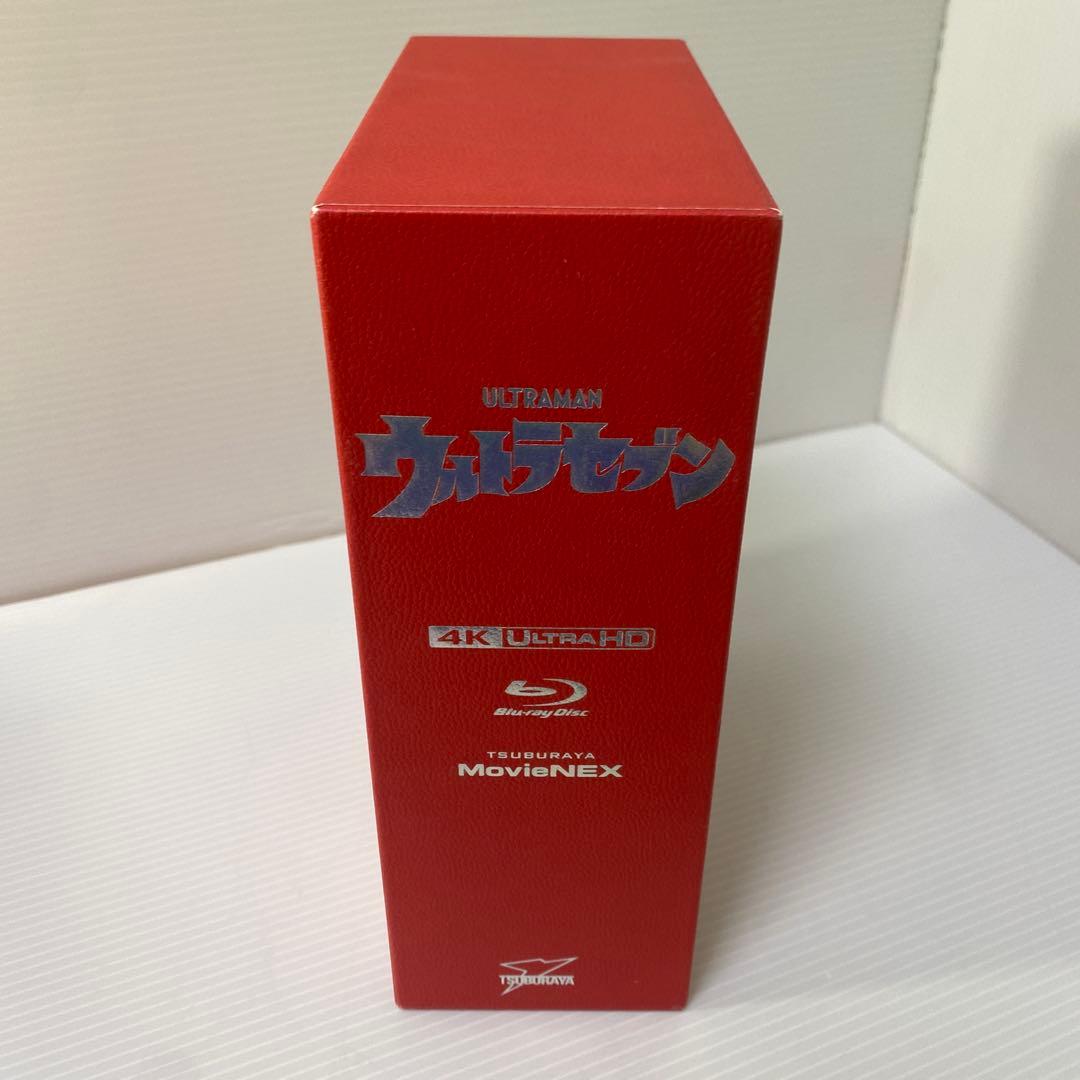 ULTRAMAN
ウルトラセブン
4K ULTRA HD
Blu-ray Disc
TSUBURAYA
MovieNEX
TSUBURAYA